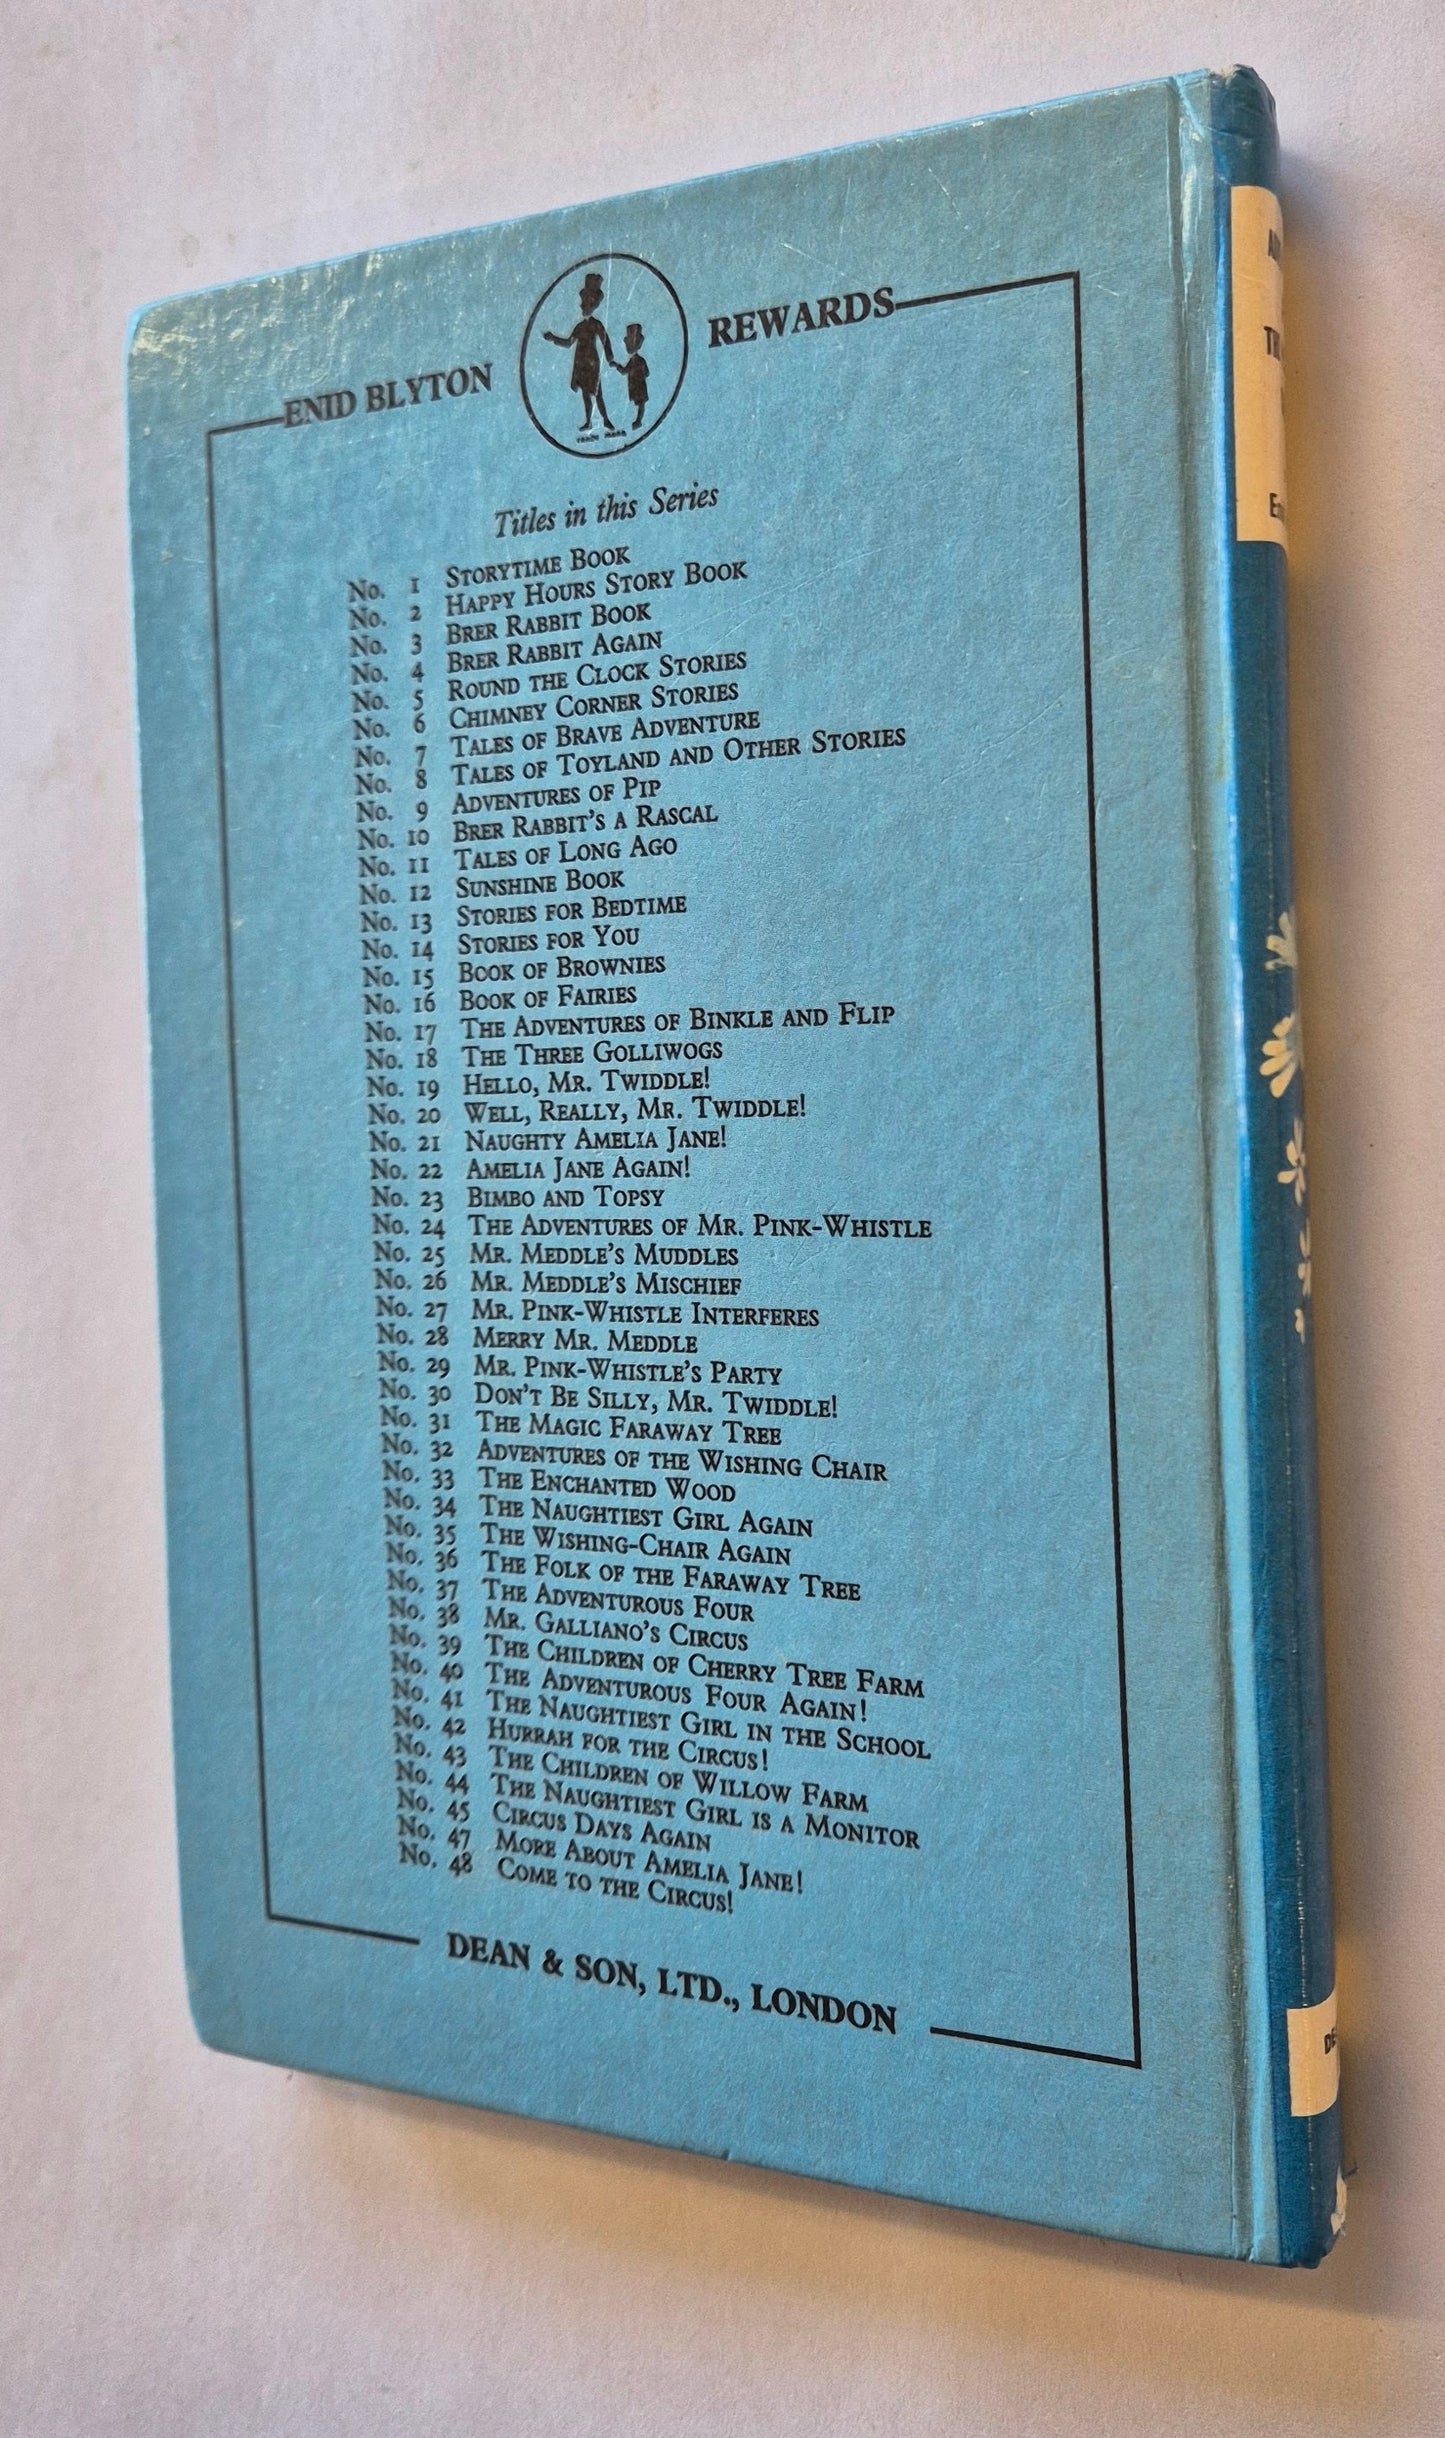 ENID BLYTON REWARDS
TRADE MARK
Titles in this Series
No. 1 STORYTIME BOOK
No. 2 HAPPY HOURS STORY BOOK
No. 3 BRER RABBIT BOOK
No. 4 BRER RABBIT AGAIN
No. 5 ROUND THE CLOCK STORIES
No. 6 CHIMNEY CORNER STORIES
No. 7 TALES OF BRAVE ADVENTURE
No. 8 TALES OF TOYLAND AND OTHER STORIES
No. 9 ADVENTURES OF PIP
No. 10 BRER RABBIT'S A RASCAL
No. 11 TALES OF LONG AGO
No. 12 SUNSHINE BOOK
No. 13 STORIES FOR BEDTIME
No. 14 STORIES FOR YOU
No. 15 BOOK OF BROWNIES
No. 16 BOOK OF FAIRIES
No. 17 THE ADVENTURES OF BINKLE AND FLIP
No. 18 THE THREE GOLLIWOGS
No. 19 HELLO, MR. TWIDDLE!
No. 20 WELL, REALLY, MR. TWIDDLE!
No. 21 NAUGHTY AMELIA JANE!
No. 22 AMELIA JANE AGAIN!
No. 23 BIMBO AND TOPSY
No. 24 THE ADVENTURES OF MR. PINK-WHISTLE
No. 25 MR. MEDDLE'S MUDDLES
No. 26 MR. MEDDLE'S MISCHIEF
No. 27 MR. PINK-WHISTLE INTERFERES
No. 28 MERRY MR. MEDDLE
No. 29 MR. PINK-WHISTLE'S PARTY
No. 30 DON'T BE SILLY, MR. TWIDDLE!
No. 31 THE MAGIC FARAWAY TREE
No. 32 ADVENTURES OF THE WISHING CHAIR
No. 33 THE ENCHANTED WOOD
No. 34 THE NAUGHTIEST GIRL AGAIN
No. 35 THE WISHING-CHAIR AGAIN
No. 36 THE FOLK OF THE FARAWAY TREE
No. 37 THE ADVENTUROUS FOUR
No. 38 MR. GALLIANO'S CIRCUS
No. 39 THE CHILDREN OF CHERRY TREE FARM
No. 40 THE ADVENTUROUS FOUR AGAIN!
No. 41 THE NAUGHTIEST GIRL IN THE SCHOOL
No. 42 HURRAH FOR THE CIRCUS!
No. 43 THE CHILDREN OF WILLOW FARM
No. 44 THE NAUGHTIEST GIRL IS A MONITOR
No. 45 CIRCUS DAYS AGAIN
No. 47 MORE ABOUT AMELIA JANE!
No. 48 COME TO THE CIRCUS!
DEAN & SON, LTD., LONDON